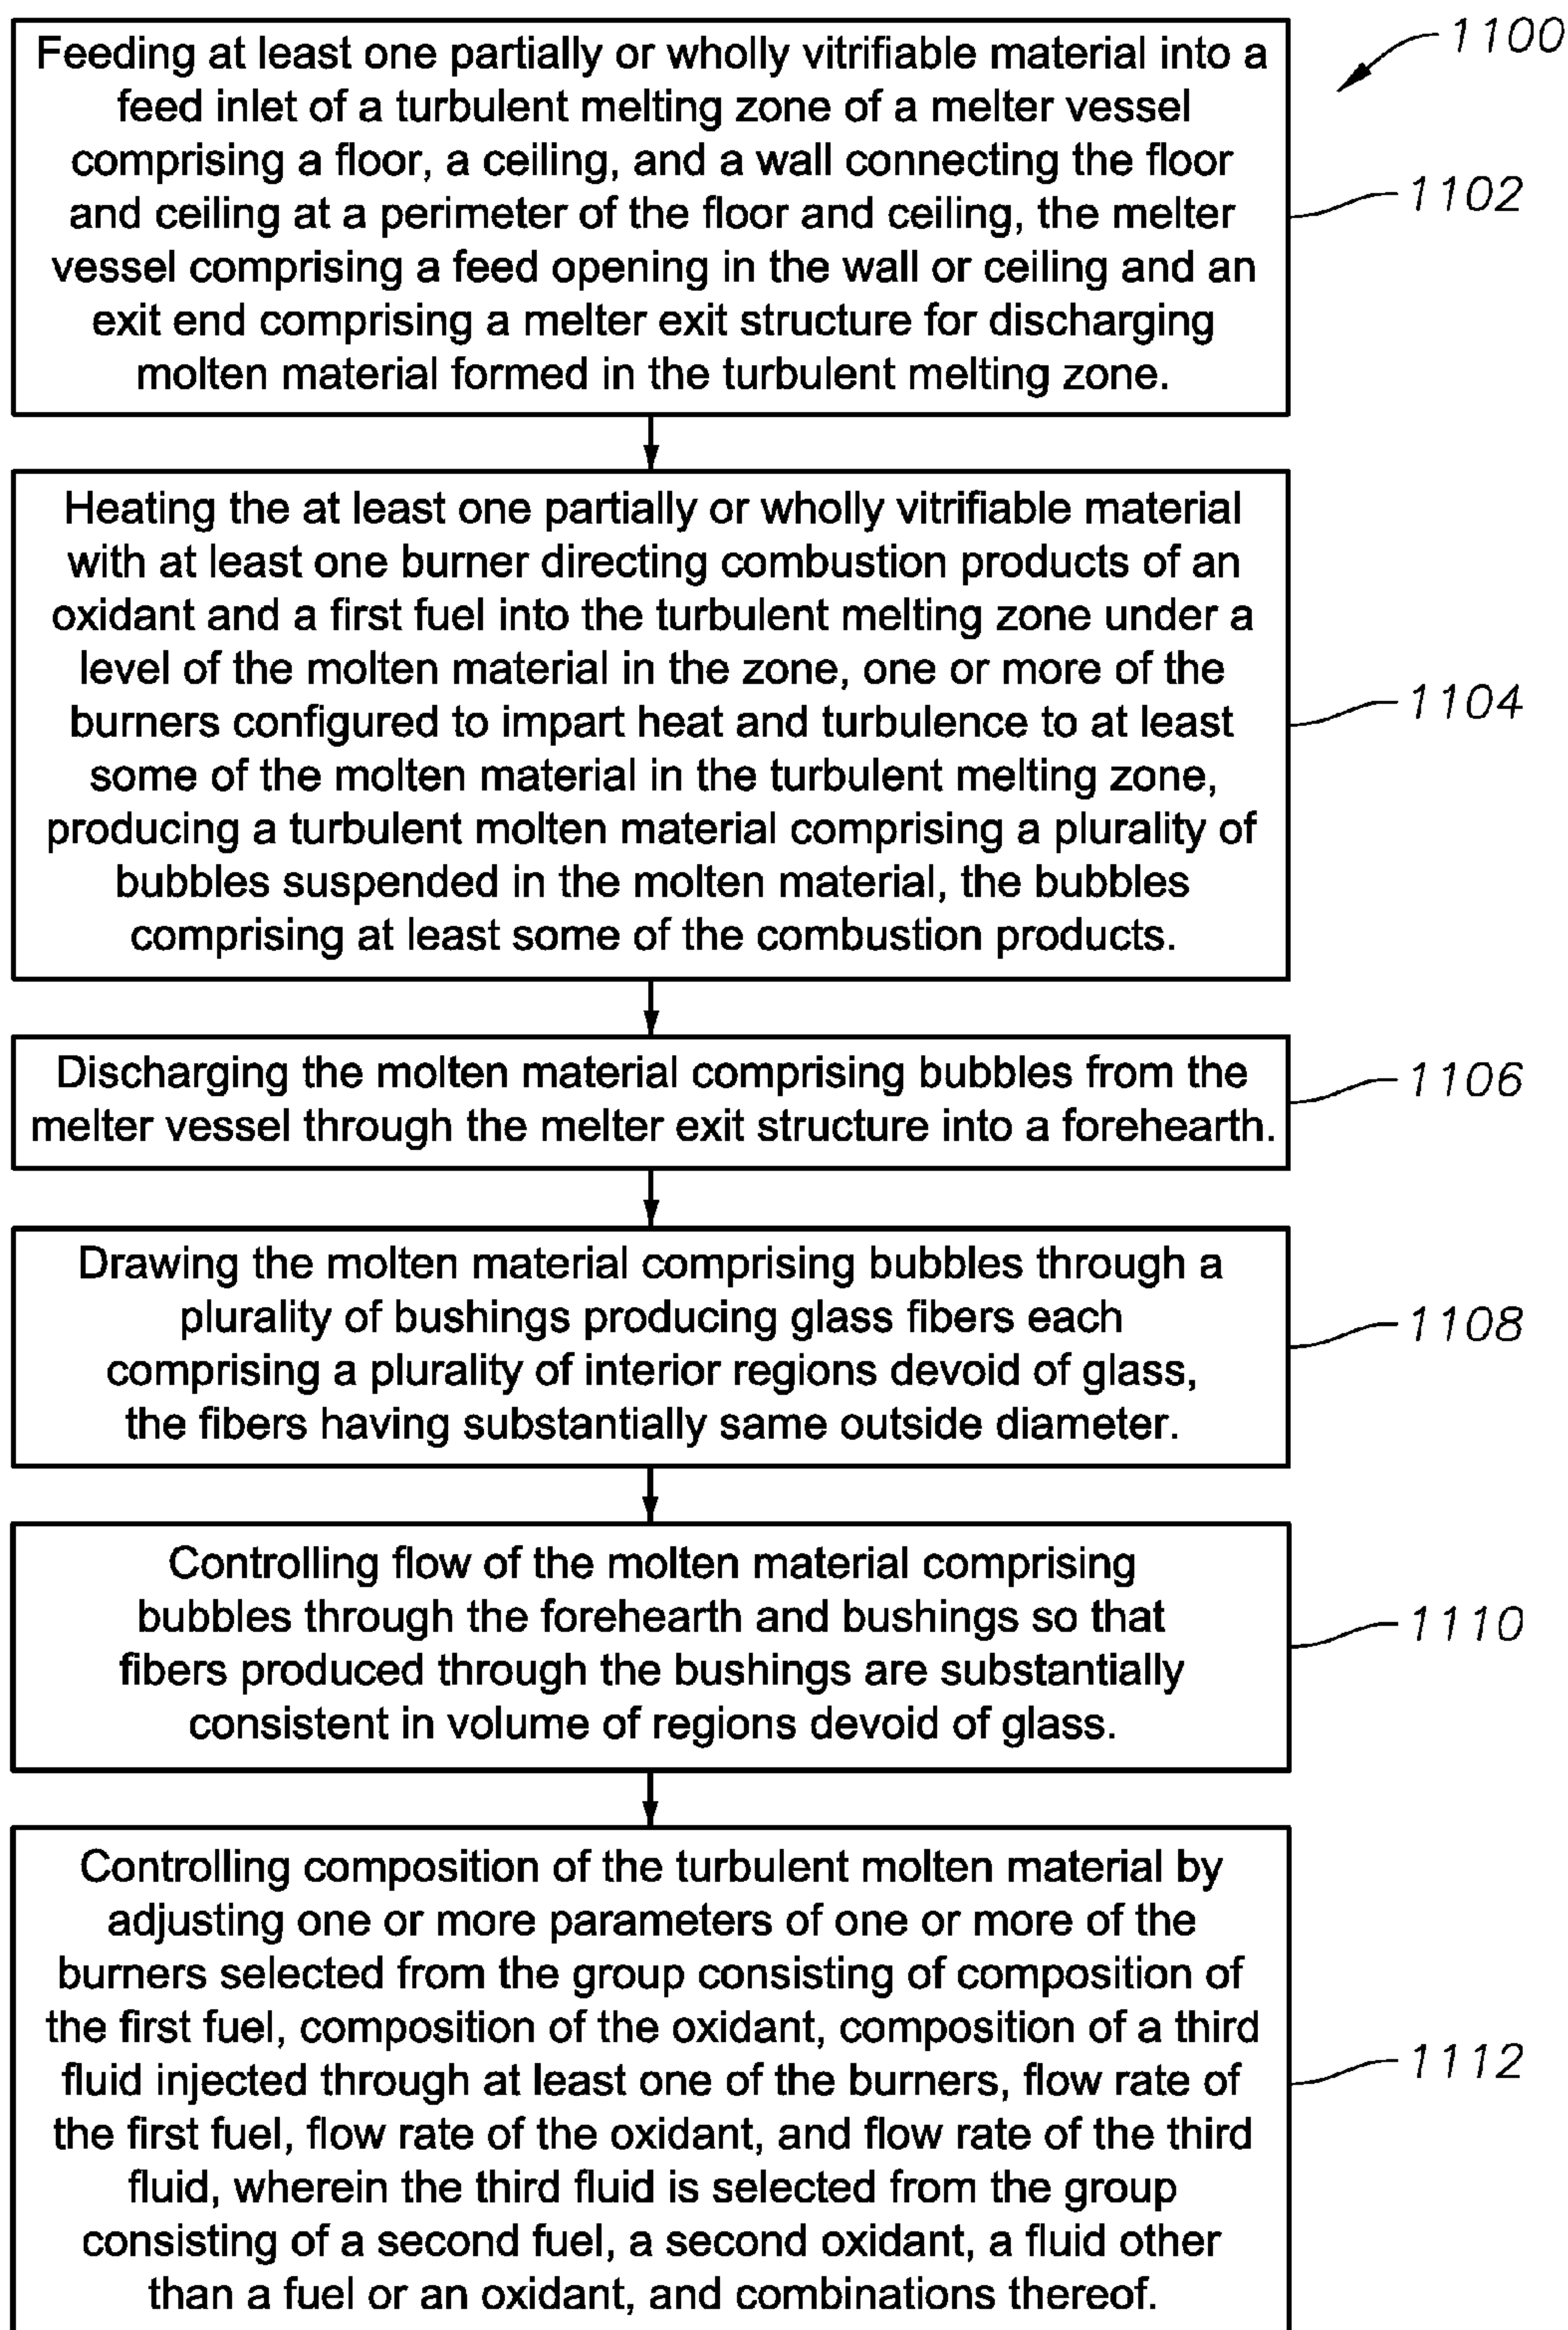 1100
Feeding at least one partially or wholly vitrifiable material into a
feed inlet of a turbulent melting zone of a melter vessel
comprising a floor, a ceiling, and a wall connecting the floor
and ceiling at a perimeter of the floor and ceiling, the melter
vessel comprising a feed opening in the wall or ceiling and an
exit end comprising a melter exit structure for discharging
molten material formed in the turbulent melting zone.
1102
Heating the at least one partially or wholly vitrifiable material
with at least one burner directing combustion products of an
oxidant and a first fuel into the turbulent melting zone under a
level of the molten material in the zone, one or more of the
burners configured to impart heat and turbulence to at least
some of the molten material in the turbulent melting zone,
producing a turbulent molten material comprising a plurality of
bubbles suspended in the molten material, the bubbles
comprising at least some of the combustion products.
1104
Discharging the molten material comprising bubbles from the
melter vessel through the melter exit structure into a forehearth.
1106
Drawing the molten material comprising bubbles through a
plurality of bushings producing glass fibers each
comprising a plurality of interior regions devoid of glass,
the fibers having substantially same outside diameter.
1108
Controlling flow of the molten material comprising
bubbles through the forehearth and bushings so that
fibers produced through the bushings are substantially
consistent in volume of regions devoid of glass.
1110
Controlling composition of the turbulent molten material by
adjusting one or more parameters of one or more of the
burners selected from the group consisting of composition of
the first fuel, composition of the oxidant, composition of a third
fluid injected through at least one of the burners, flow rate of
the first fuel, flow rate of the oxidant, and flow rate of the third
fluid, wherein the third fluid is selected from the group
consisting of a second fuel, a second oxidant, a fluid other
than a fuel or an oxidant, and combinations thereof.
1112